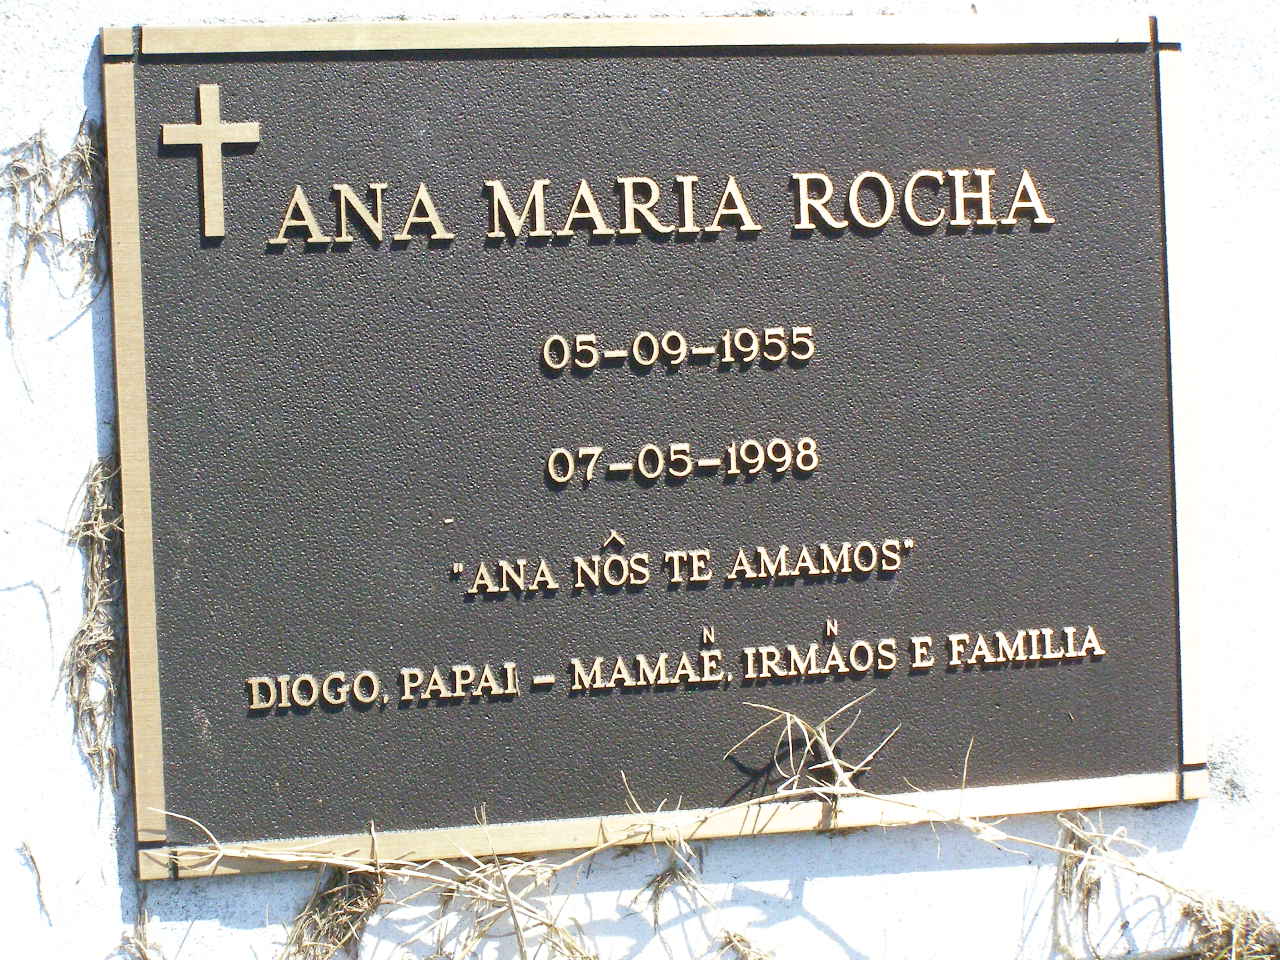 ANA MARIA ROCHA
05-09-1955
07-05-1998
"ANA NÔS TE AMAMOS"
DIOGO, PAPAI - MAMAẼ, IRMÃOS E FAMILIA